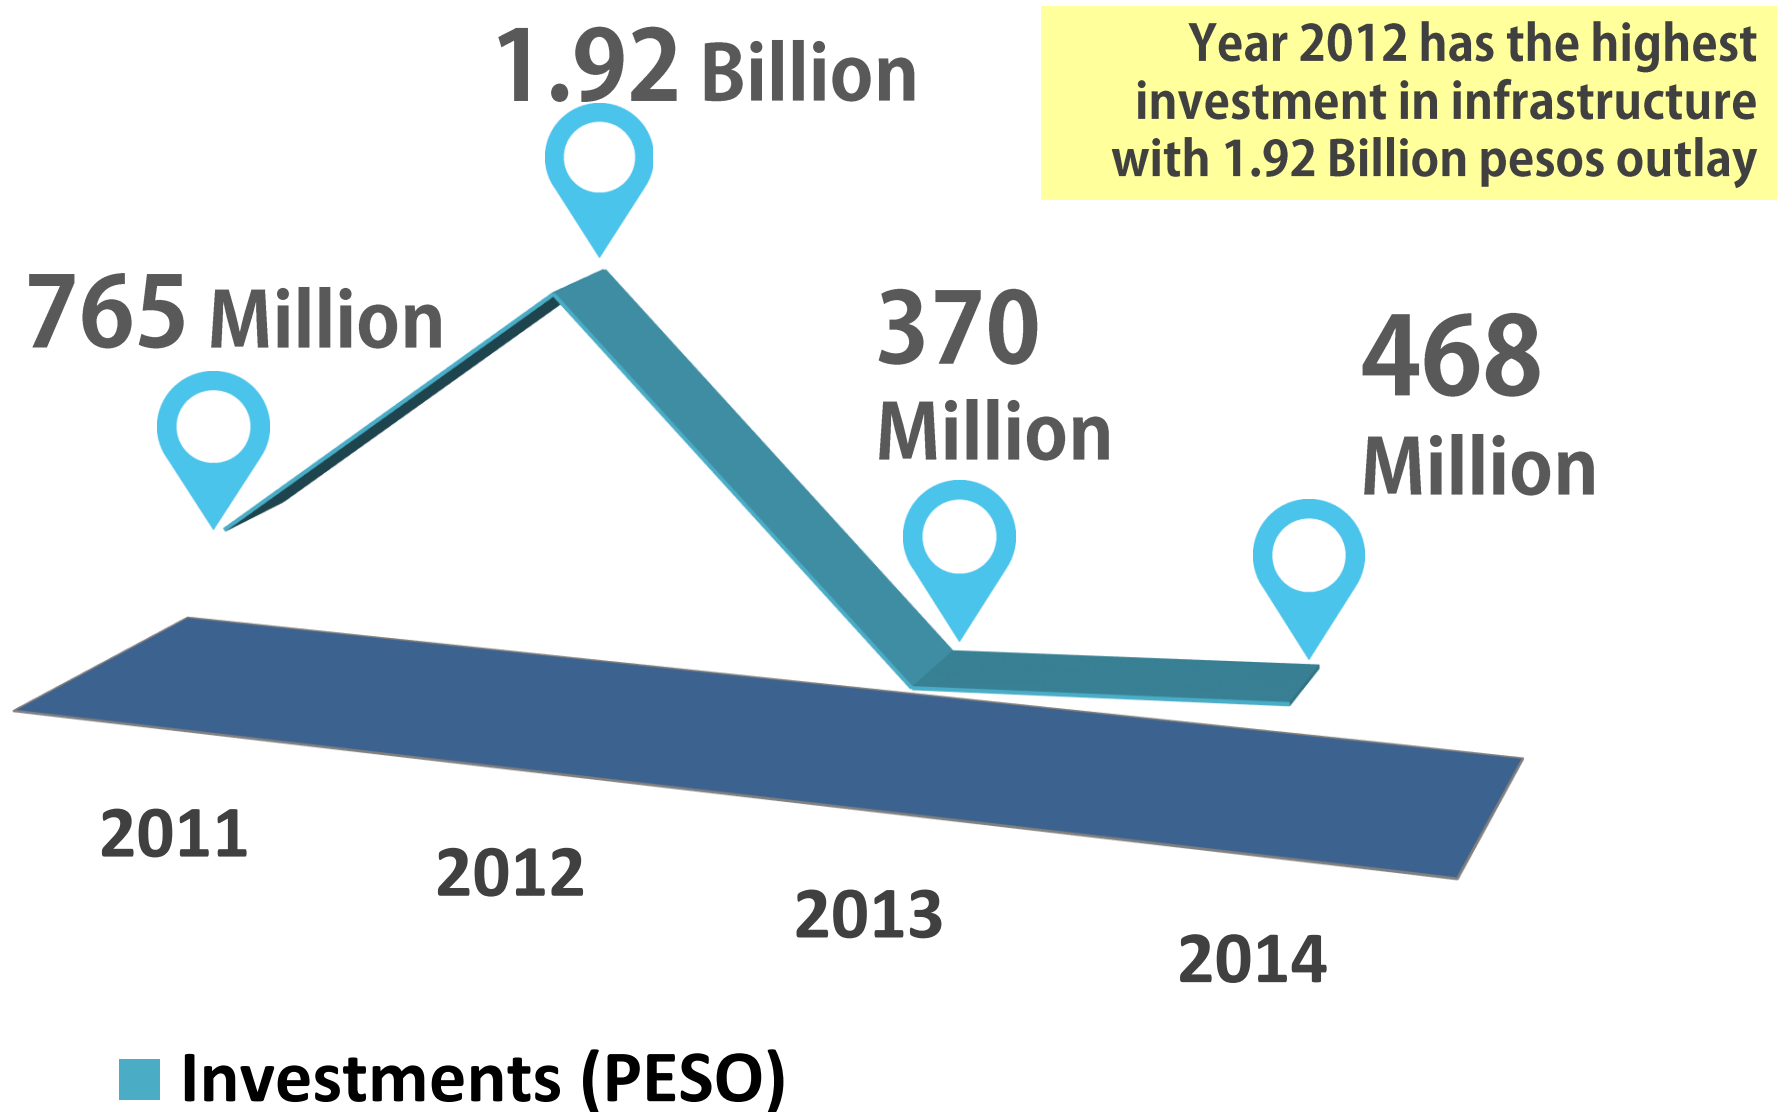 1.92 Billion
Year 2012 has the highest
investment in infrastructure
with 1.92 Billion pesos outlay
765 Million
370
Million
468
Million
2011
2012
2013
2014
Investments (PESO)